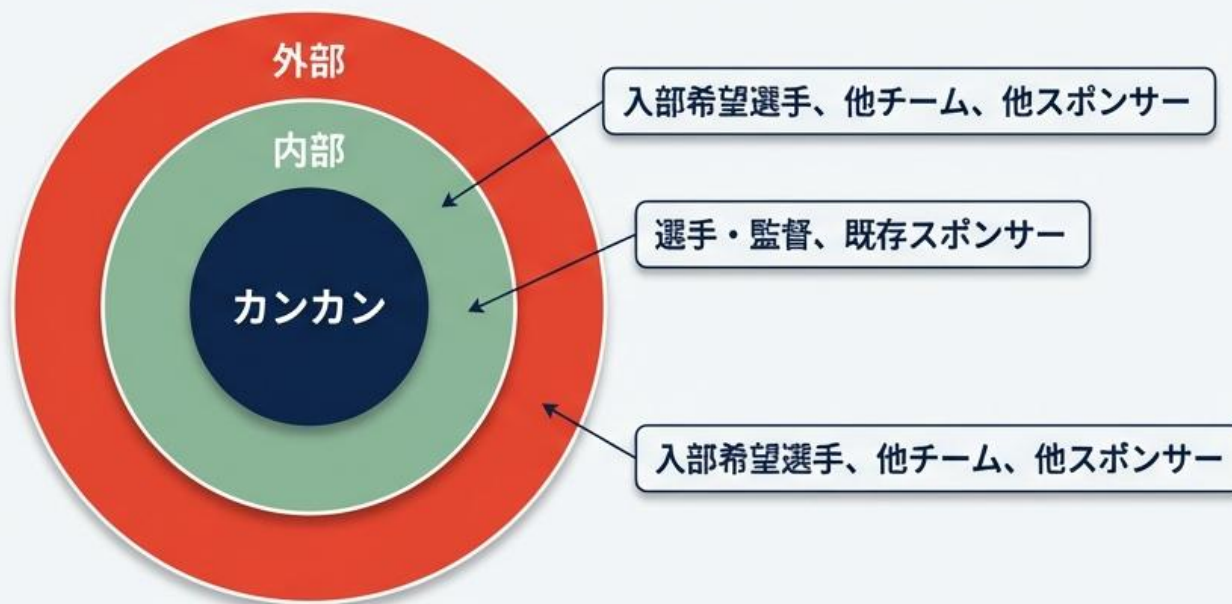 外部
入部希望選手、他チーム、他スポンサー
内部
選手・監督、既存スポンサー
カンカン
入部希望選手、他チーム、他スポンサー